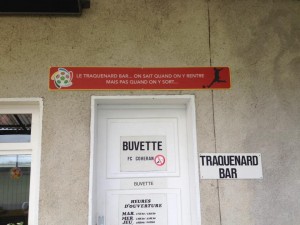 LE TRAQUENARD BAR... ON SAIT QUAND ON Y RENTRE
MAIS PAS QUAND ON Y SORT...
BUVETTE
FC
TRAQUENARD
BAR
BUVETTE
HEURES
D'OUVERTURE
MAR.
MER.
JEU